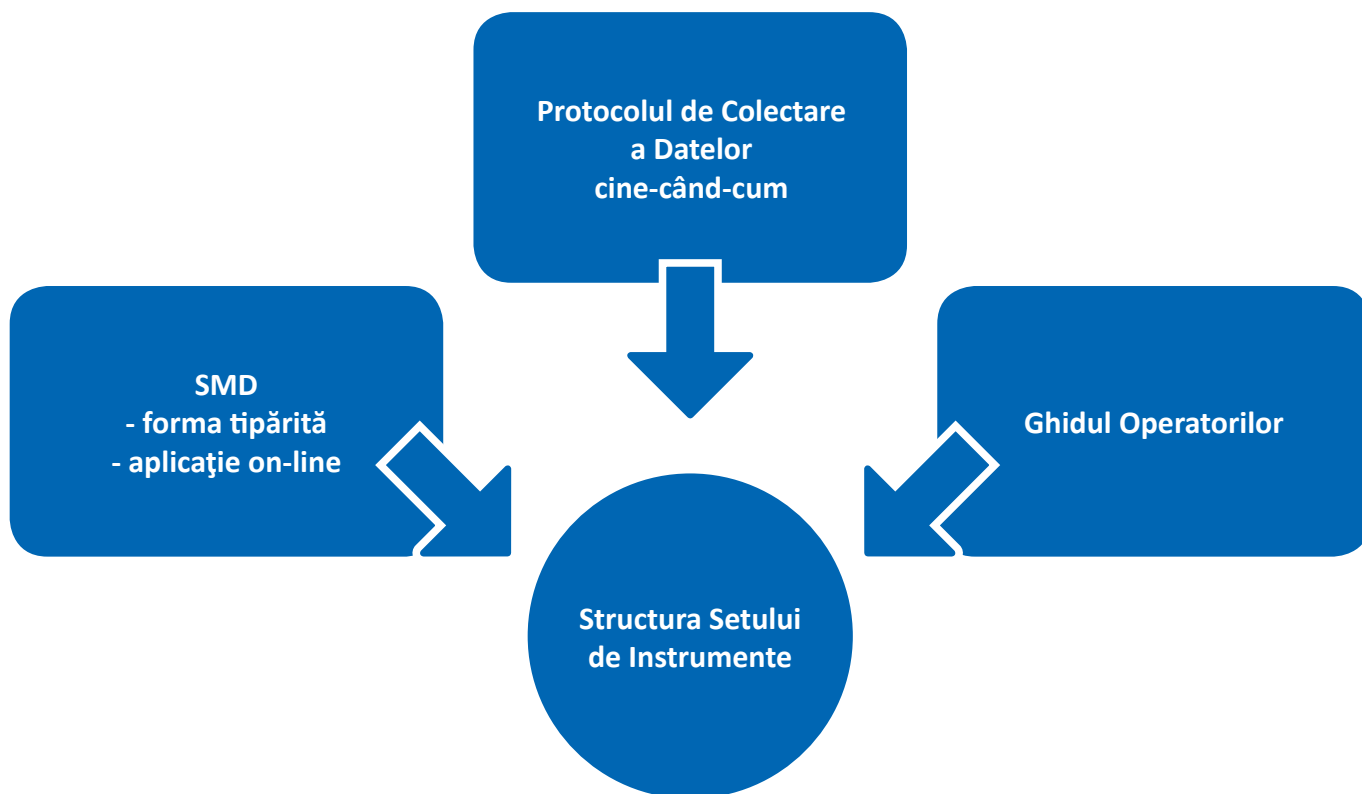 Protocolul de Colectare
a Datelor
cine-când-cum
SMD
- forma tipărită
- aplicaţie on-line
Ghidul Operatorilor
Structura Setului
de Instrumente